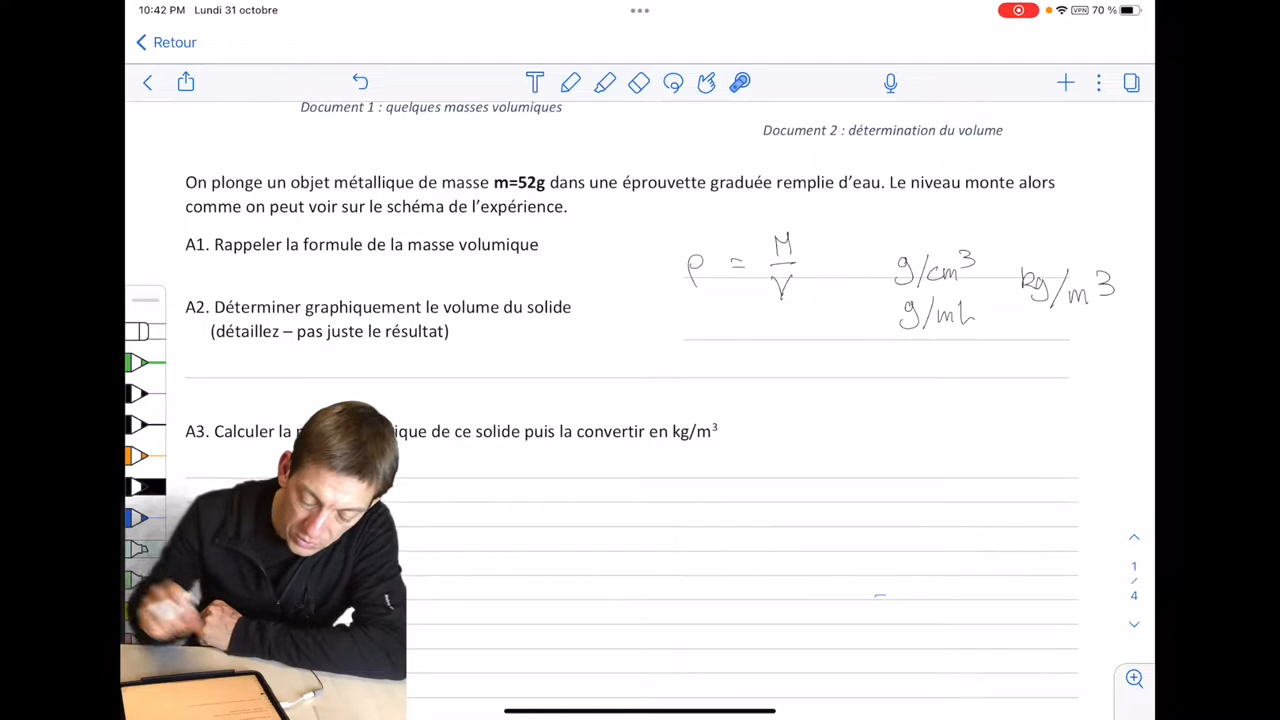 10:42 PM Lundi 31 octobre
VPN 70 %
Retour
Document 1 : quelques masses volumiques
Document 2 : détermination du volume
On plonge un objet métallique de masse m=52g dans une éprouvette graduée remplie d'eau. Le niveau monte alors
comme on peut voir sur le schéma de l'expérience.
A1. Rappeler la formule de la masse volumique
ρ = M/V g/cm³ kg/m3
g/mL
A2. Déterminer graphiquement le volume du solide
(détaillez – pas juste le résultat)
A3. Calculer la ique de ce solide puis la convertir en kg/m³
1
/
4